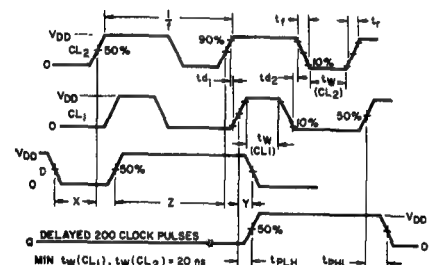 1/f
VDD
CL2
0
50%
90%
tf
tr
10%
td1
td2
tW
(CL2)
VDD
CL1
0
tW
(CL1)
10%
50%
VDD
D
0
50%
X
Z
Y
VDD
Q
DELAYED 200 CLOCK PULSES
50%
0
MIN tW(CL1), tW(CL2) = 20 ns
tPLH
tPHL